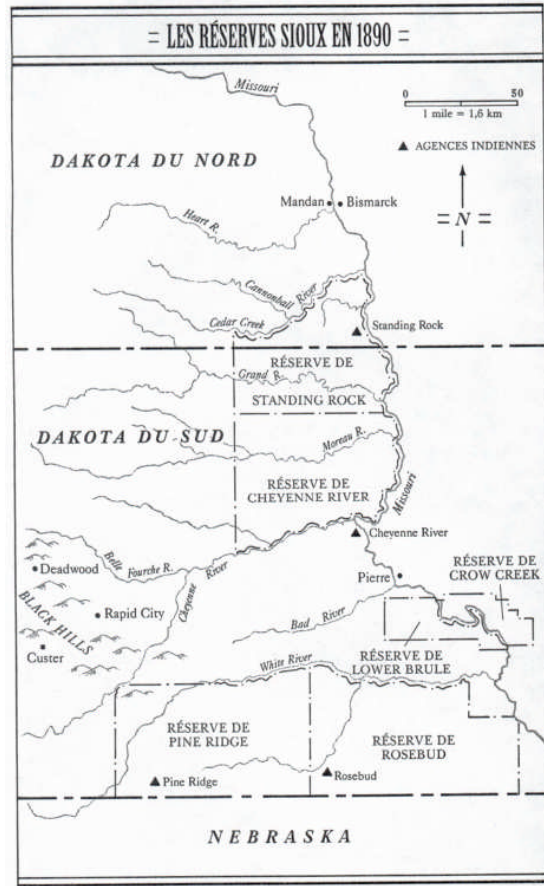 = LES RÉSERVES SIOUX EN 1890 =
Missouri
0 50
1 mile = 1,6 km
▲ AGENCES INDIENNES
= N =
DAKOTA DU NORD
Mandan
Bismarck
Heart R.
Cannonball River
Cedar Creek
Standing Rock
RÉSERVE DE
Grand R.
STANDING ROCK
DAKOTA DU SUD
Moreau R.
RÉSERVE DE
CHEYENNE RIVER
Missouri
Cheyenne River
Belle
Fourche R.
Cheyenne
River
Deadwood
BLACK HILLS
Rapid City
Custer
Pierre
RÉSERVE DE
CROW CREEK
Bad River
RÉSERVE DE
LOWER BRULE
White River
RÉSERVE DE
PINE RIDGE
RÉSERVE DE
ROSEBUD
Pine Ridge
Rosebud
NEBRASKA